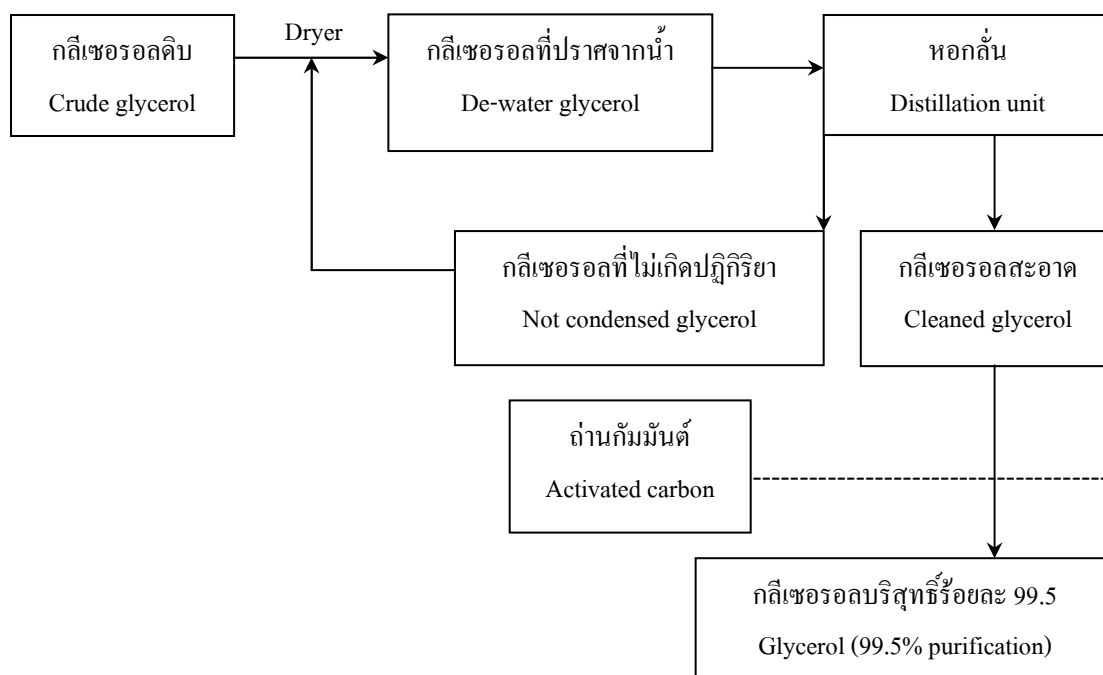 กลีเซอรอลดิบ
Crude glycerol
Dryer
กลีเซอรอลที่ปราศจากน้ำ
De-water glycerol
หอกลั่น
Distillation unit
กลีเซอรอลที่ไม่เกิดปฏิกิริยา
Not condensed glycerol
กลีเซอรอลสะอาด
Cleaned glycerol
ถ่านกัมมันต์
Activated carbon
กลีเซอรอลบริสุทธิ์ร้อยละ 99.5
Glycerol (99.5% purification)